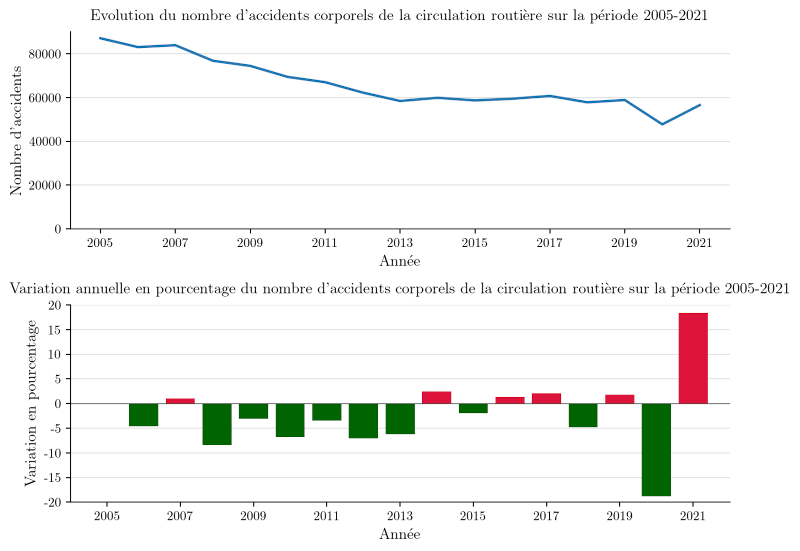 Evolution du nombre d'accidents corporels de la circulation routière sur la période 2005-2021
Nombre d'accidents
80000
60000
40000
20000
0
2005 2007 2009 2011 2013 2015 2017 2019 2021
Année
Variation annuelle en pourcentage du nombre d'accidents corporels de la circulation routière sur la période 2005-2021
Variation en pourcentage
20
15
10
5
0
-5
-10
-15
-20
2005 2007 2009 2011 2013 2015 2017 2019 2021
Année